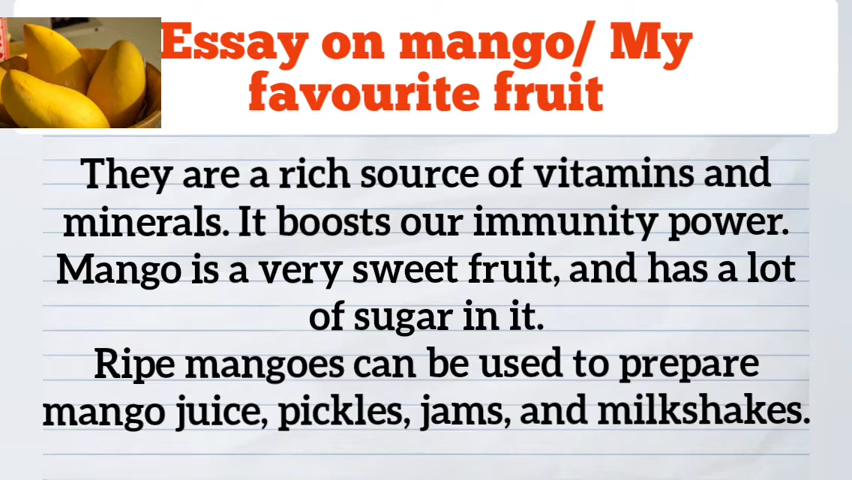 Essay on mango/ My
favourite fruit
They are a rich source of vitamins and
minerals. It boosts our immunity power.
Mango is a very sweet fruit, and has a lot
of sugar in it.
Ripe mangoes can be used to prepare
mango juice, pickles, jams, and milkshakes.